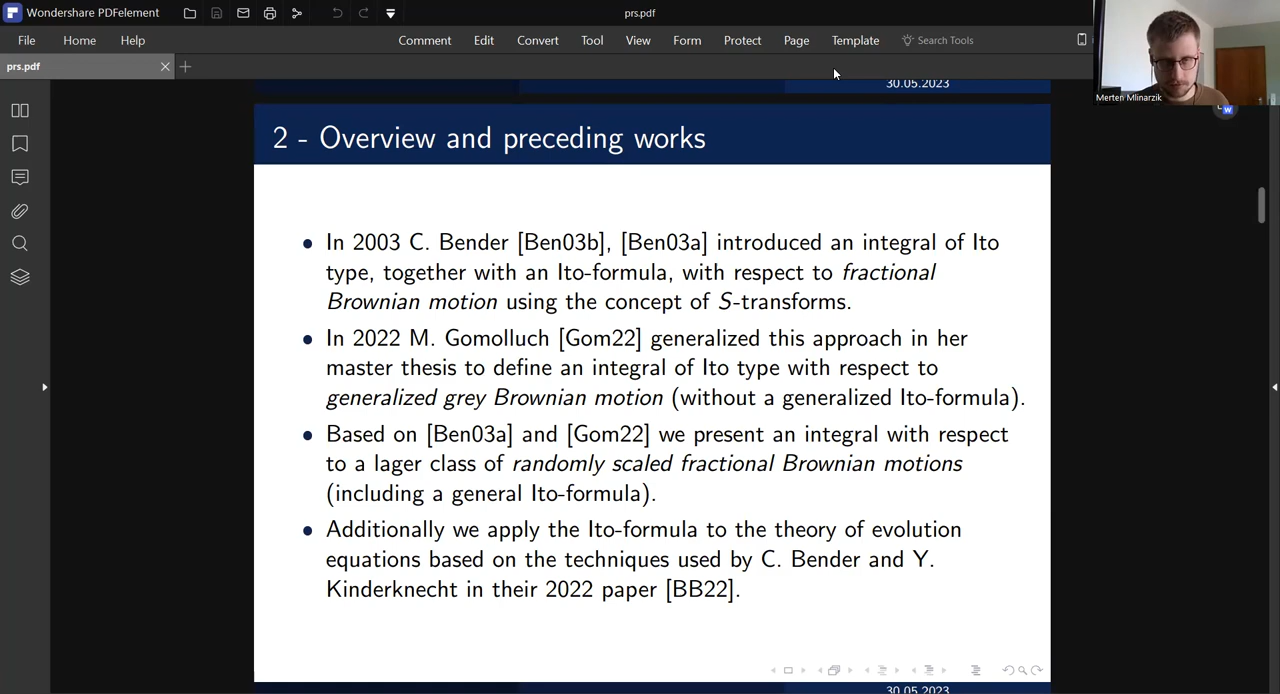 Wondershare PDFelement
prs.pdf
File Home Help Comment Edit Convert Tool View Form Protect Page Template Search Tools
prs.pdf
Merten Mlinarzik
30.05.2023
2 - Overview and preceding works
• In 2003 C. Bender [Ben03b], [Ben03a] introduced an integral of Ito
type, together with an Ito-formula, with respect to fractional
Brownian motion using the concept of S-transforms.
• In 2022 M. Gomolluch [Gom22] generalized this approach in her
master thesis to define an integral of Ito type with respect to
generalized grey Brownian motion (without a generalized Ito-formula).
• Based on [Ben03a] and [Gom22] we present an integral with respect
to a lager class of randomly scaled fractional Brownian motions
(including a general Ito-formula).
• Additionally we apply the Ito-formula to the theory of evolution
equations based on the techniques used by C. Bender and Y.
Kinderknecht in their 2022 paper [BB22].
30.05.2023